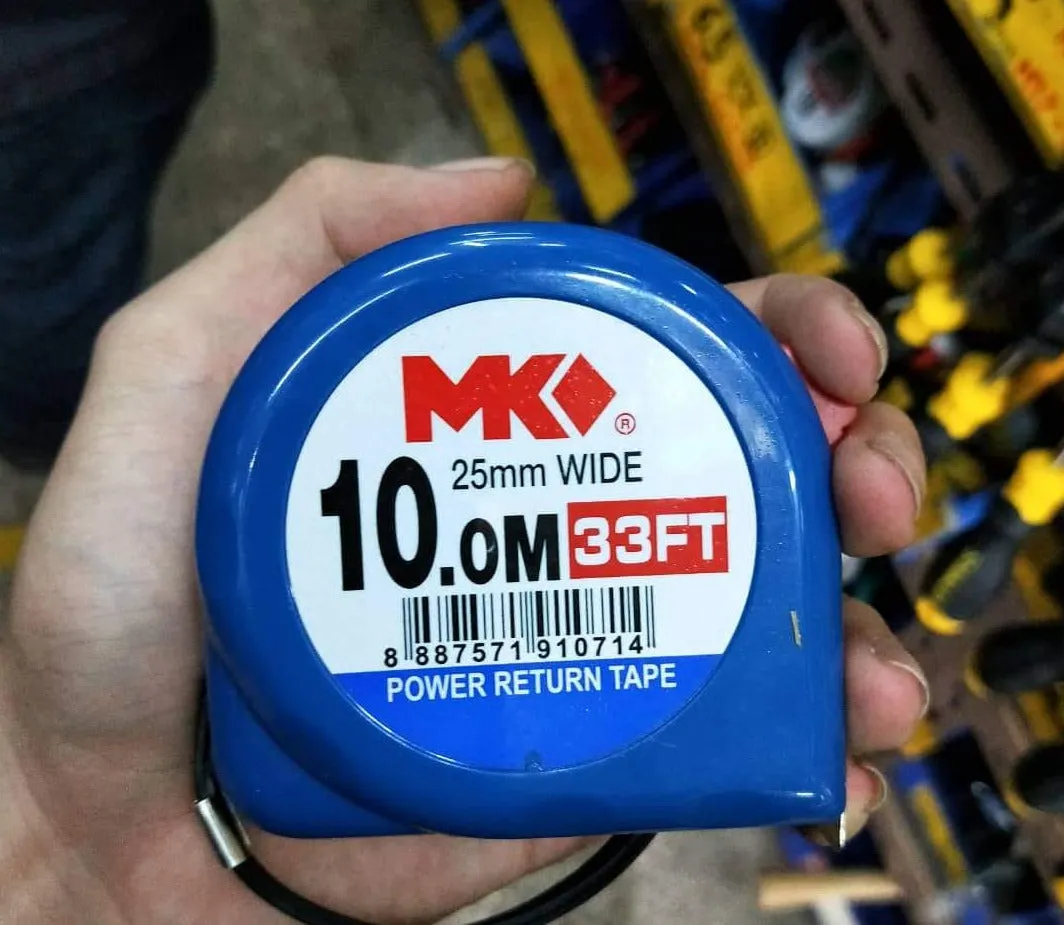 MK
®
25mm WIDE
10.0M 33FT
8 887571 910714
POWER RETURN TAPE